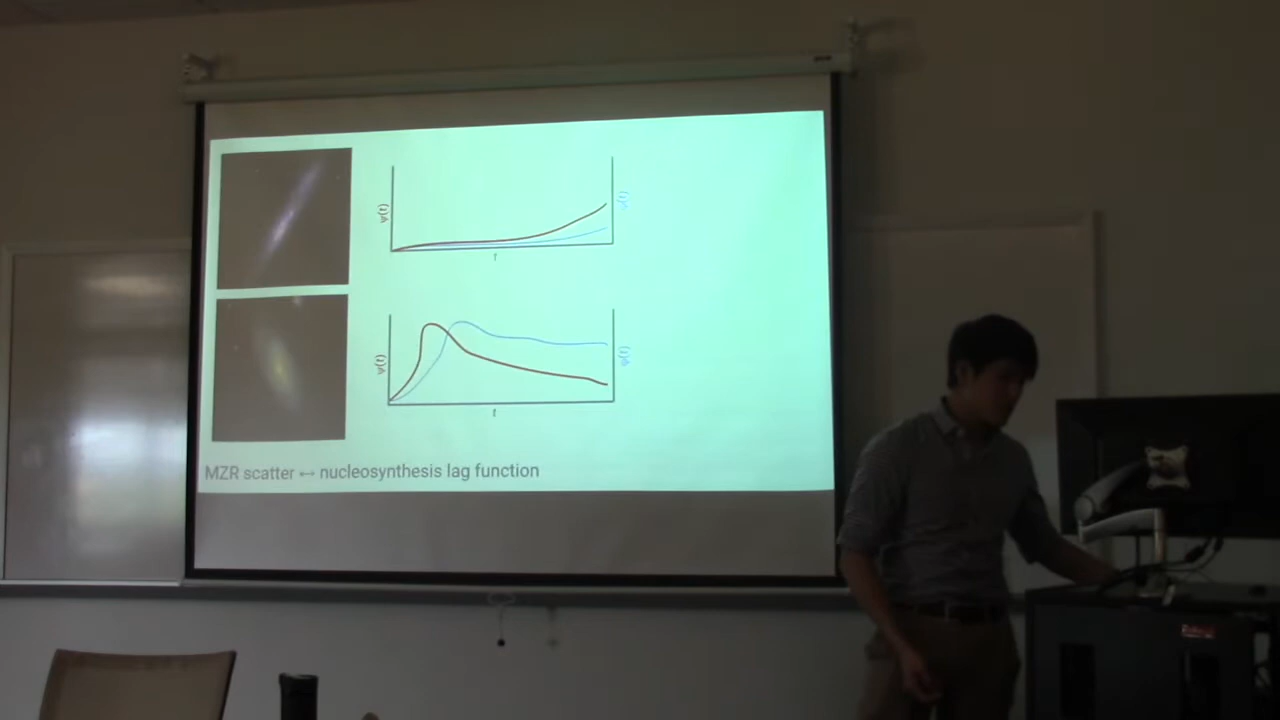 ψ(t)
t
ψ(t)
t
MZR scatter ↔ nucleosynthesis lag function